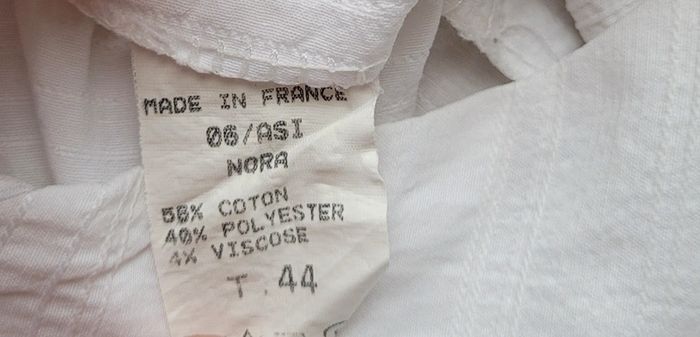 MADE IN FRANCE
06/ASI
NORA
56% COTON
40% POLYESTER
4% VISCOSE
T. 44